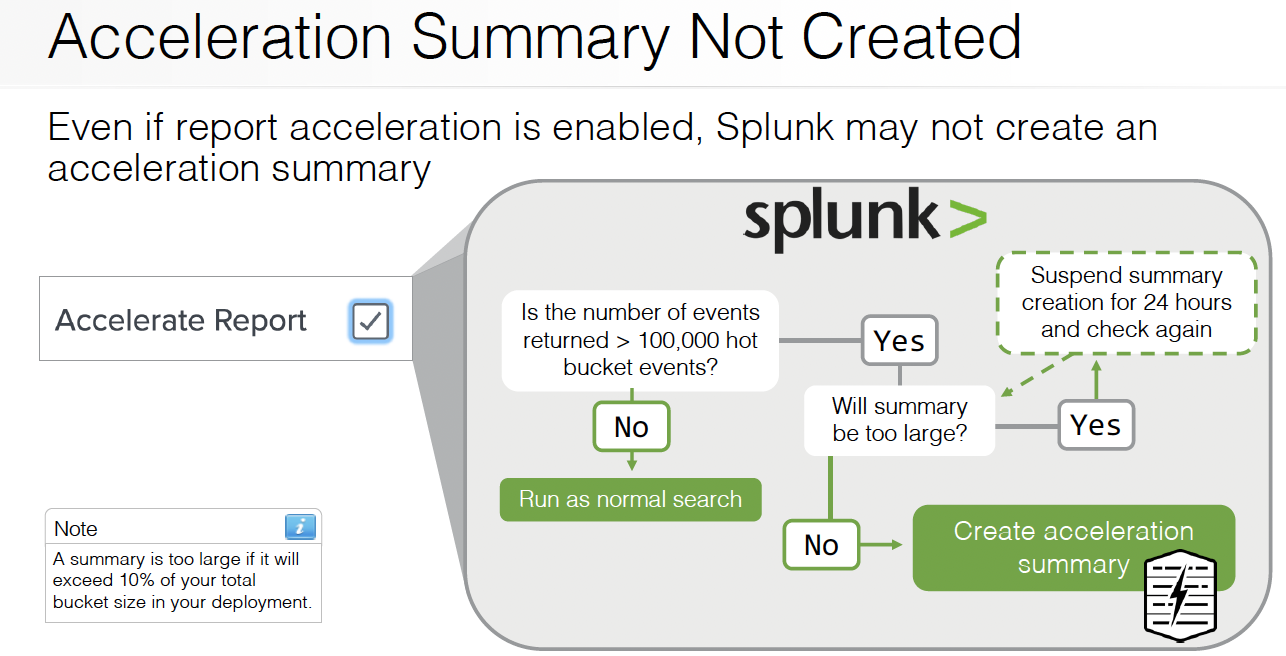 Acceleration Summary Not Created
Even if report acceleration is enabled, Splunk may not create an
acceleration summary
splunk>
Accelerate Report
Is the number of events
returned > 100,000 hot
bucket events?
Yes
Suspend summary
creation for 24 hours
and check again
No
Will summary
be too large?
Yes
Run as normal search
No
Create acceleration
summary
Note
A summary is too large if it will
exceed 10% of your total
bucket size in your deployment.